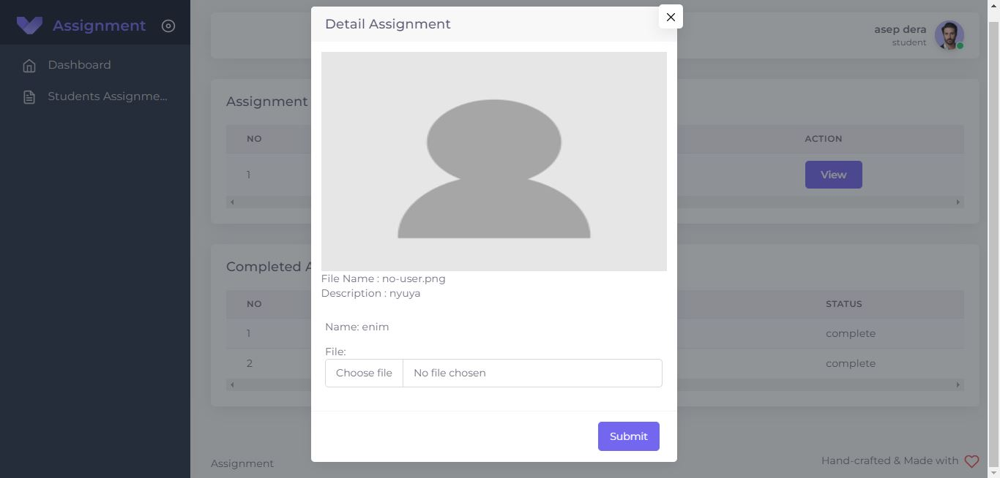 Assignment
Dashboard
Students Assignme...
asep dera
student
Detail Assignment
Assignment
NO
ACTION
1
View
File Name : no-user.png
Description : nyuya
Name: enim
File:
Choose file
No file chosen
Submit
Completed A
NO
STATUS
1
complete
2
complete
Assignment
Hand-crafted & Made with